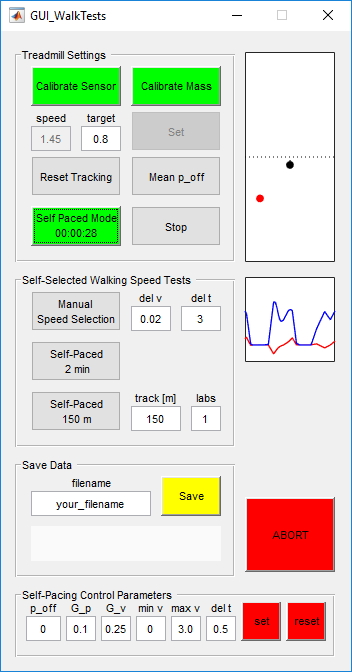 GUI_WalkTests
Treadmill Settings
Calibrate Sensor
Calibrate Mass
speed
target
1.45
0.8
Set
Reset Tracking
Mean p_off
Self Paced Mode
00:00:28
Stop
Self-Selected Walking Speed Tests
Manual
Speed Selection
del v
del t
0.02
3
Self-Paced
2 min
Self-Paced
150 m
track [m]
labs
150
1
Save Data
filename
your_filename
Save
ABORT
Self-Pacing Control Parameters
p_off G_p G_v min v max v del t
0 0.1 0.25 0 3.0 0.5 set reset